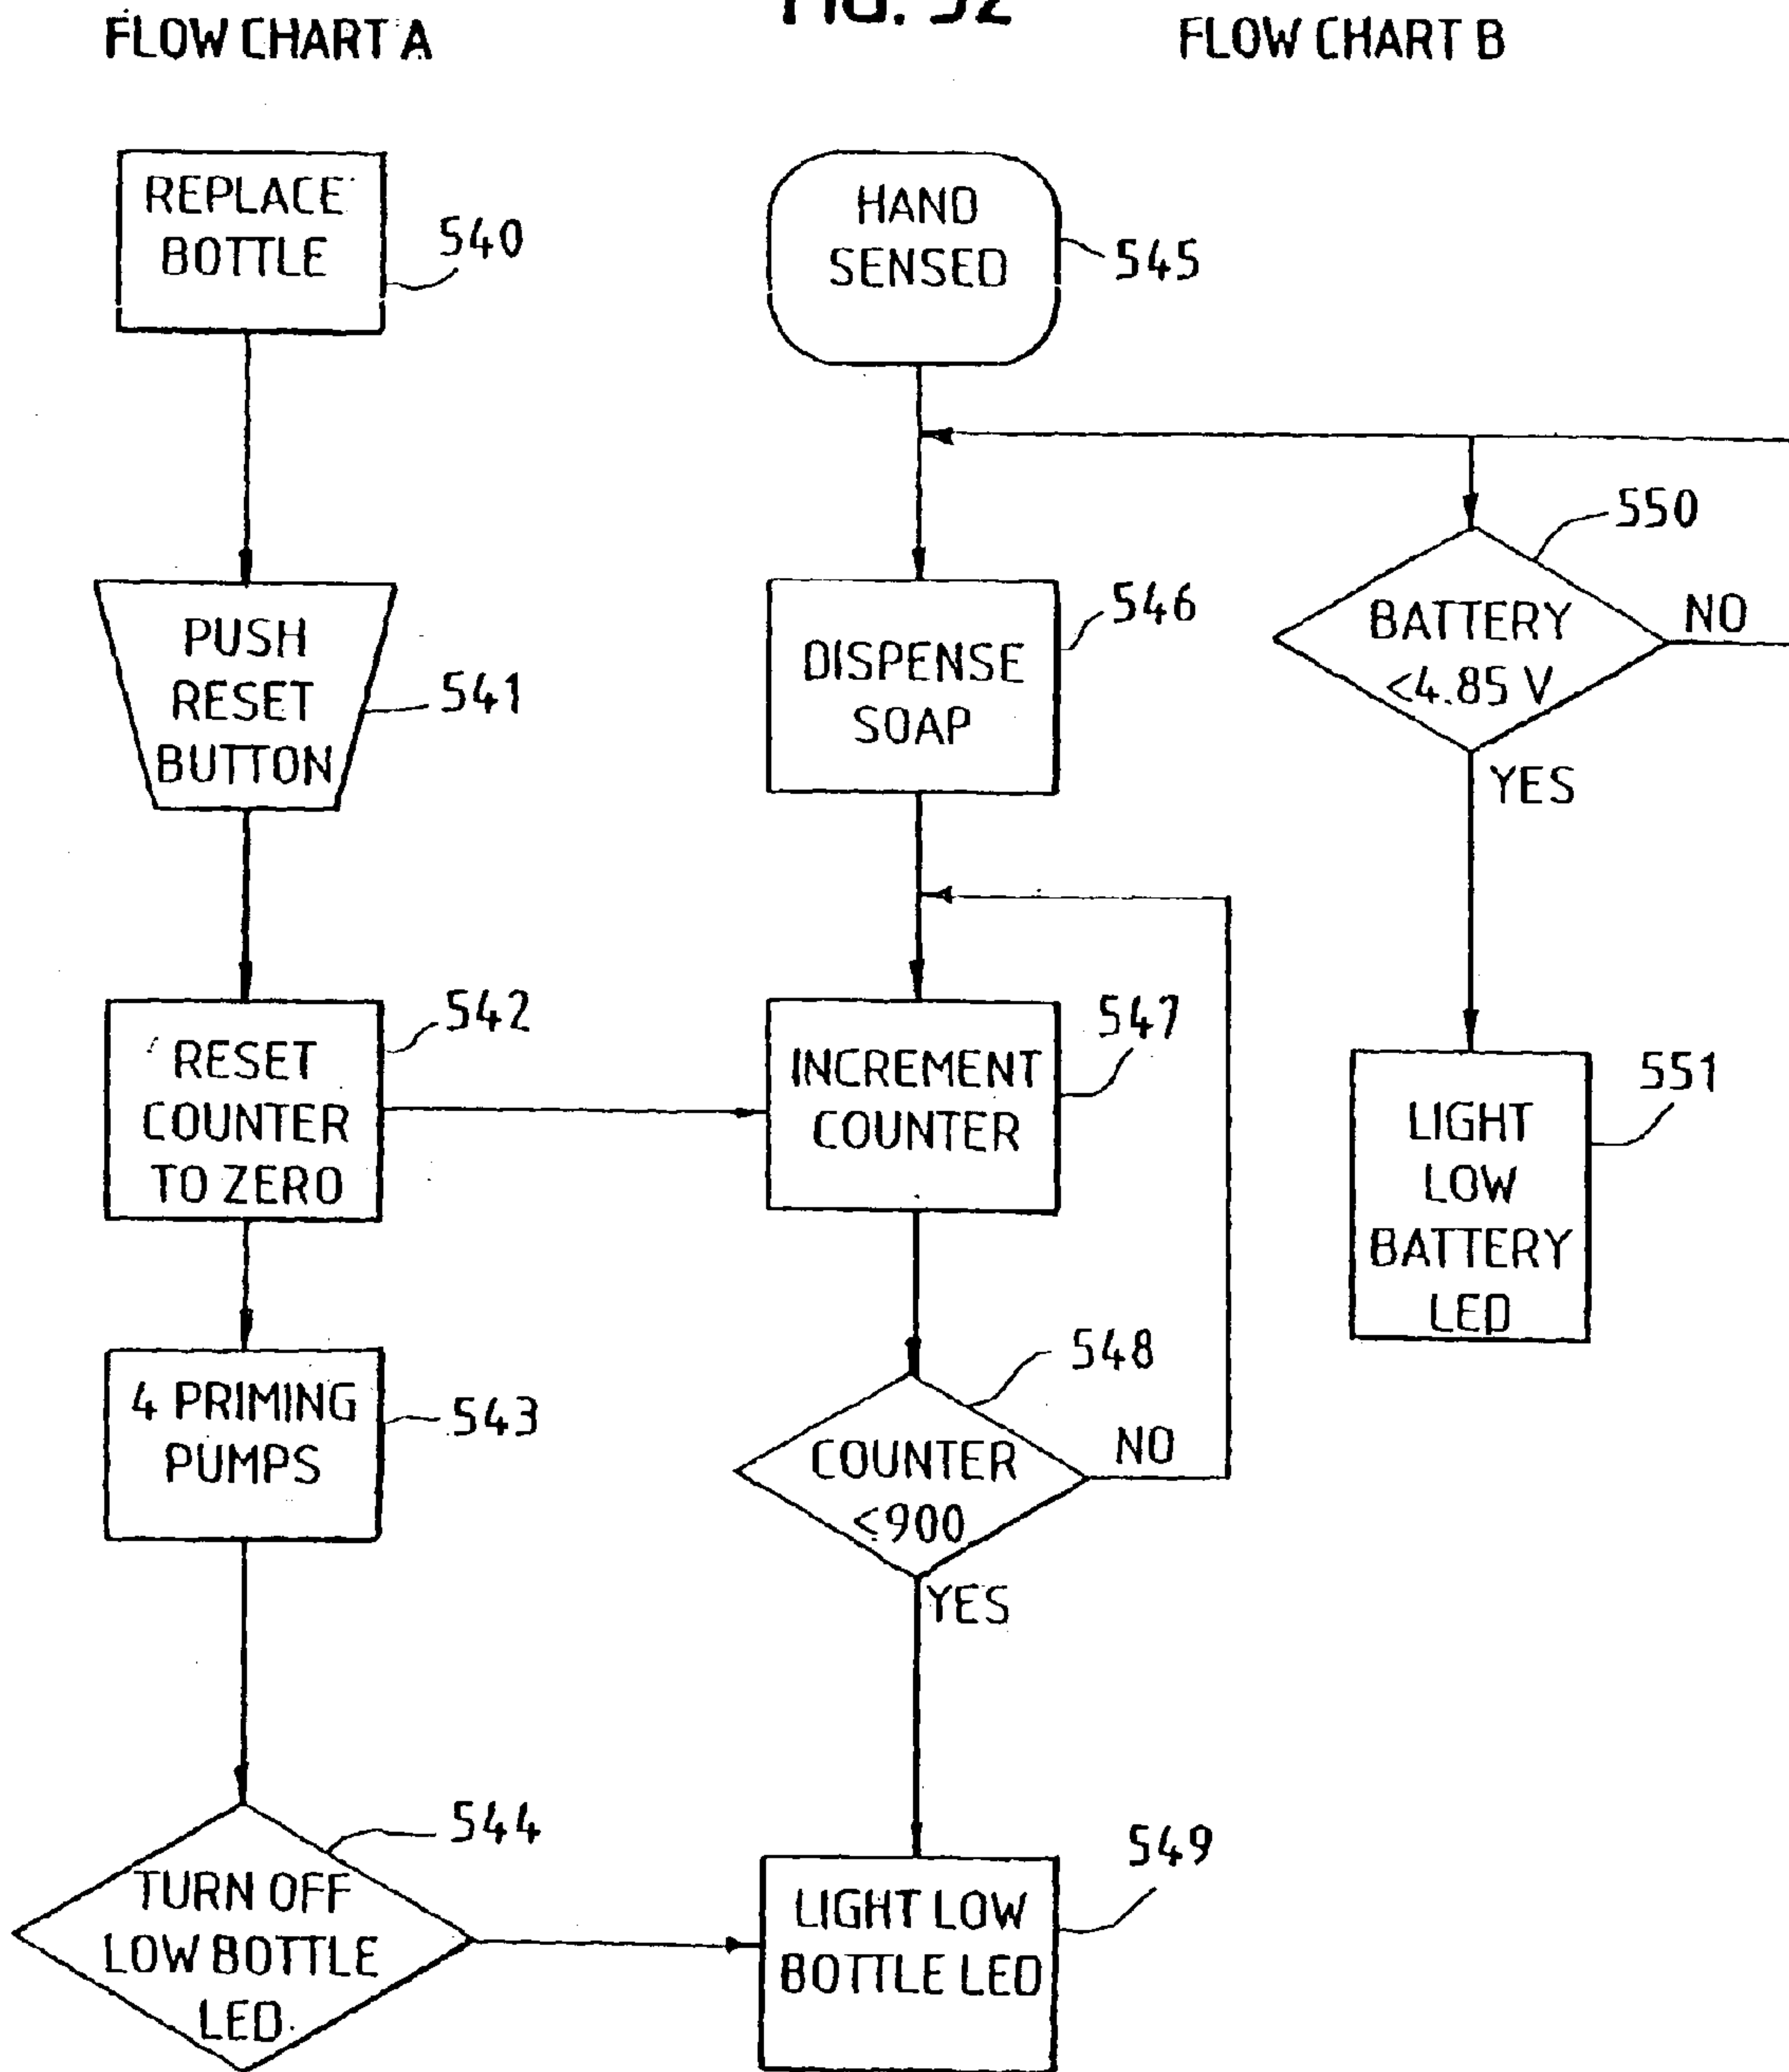 FLOW CHART A
FLOW CHART B
REPLACE
BOTTLE
540
PUSH
RESET
BUTTON
541
RESET
COUNTER
TO ZERO
542
4 PRIMING
PUMPS
543
TURN OFF
LOW BOTTLE
LED
544
HAND
SENSED
545
DISPENSE
SOAP
546
INCREMENT
COUNTER
547
COUNTER
<900
548
NO
YES
LIGHT LOW
BOTTLE LED
549
BATTERY
<4.85 V
550
NO
YES
LIGHT
LOW
BATTERY
LED
551